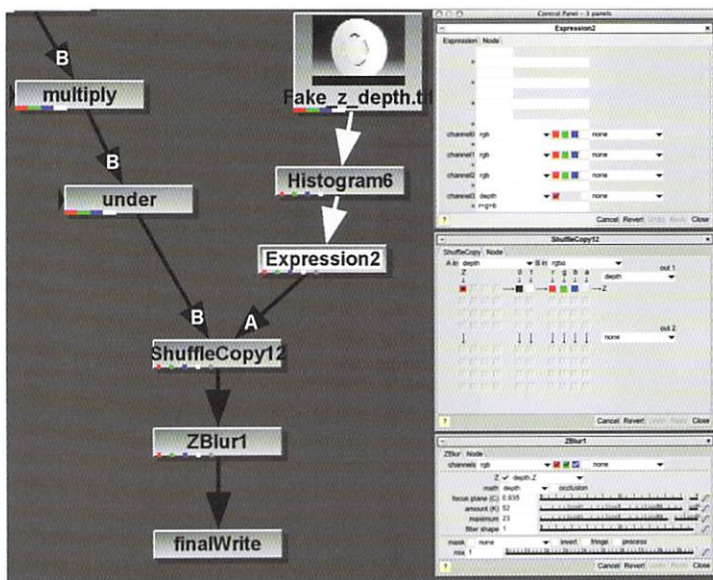 B
multiply
B
under
B
Fake_z_depth.tif
Histogram6
Expression2
A
ShuffleCopy12
ZBlur1
finalWrite
Control Panel - 3 panels
Expression2
Expression Node
=
=
=
=
channel0 rgb none
=
channel1 rgb none
=
channel2 rgb none
=
channel3 depth none
= r+g+b
? Cancel Revert Undo Redo Close
ShuffleCopy12
ShuffleCopy Node
A in depth B in rgba out 1
Z 0 1 r g b a depth
Z
out 2
none
? Cancel Revert Undo Redo Close
ZBlur1
ZBlur Node
channels rgb none
Z depth.Z
math depth occlusion
focus plane (C) 0.935
amount (K) 52
maximum 23
filter shape 1
mask none invert fringe process
mix 1
? Cancel Revert Undo Redo Close